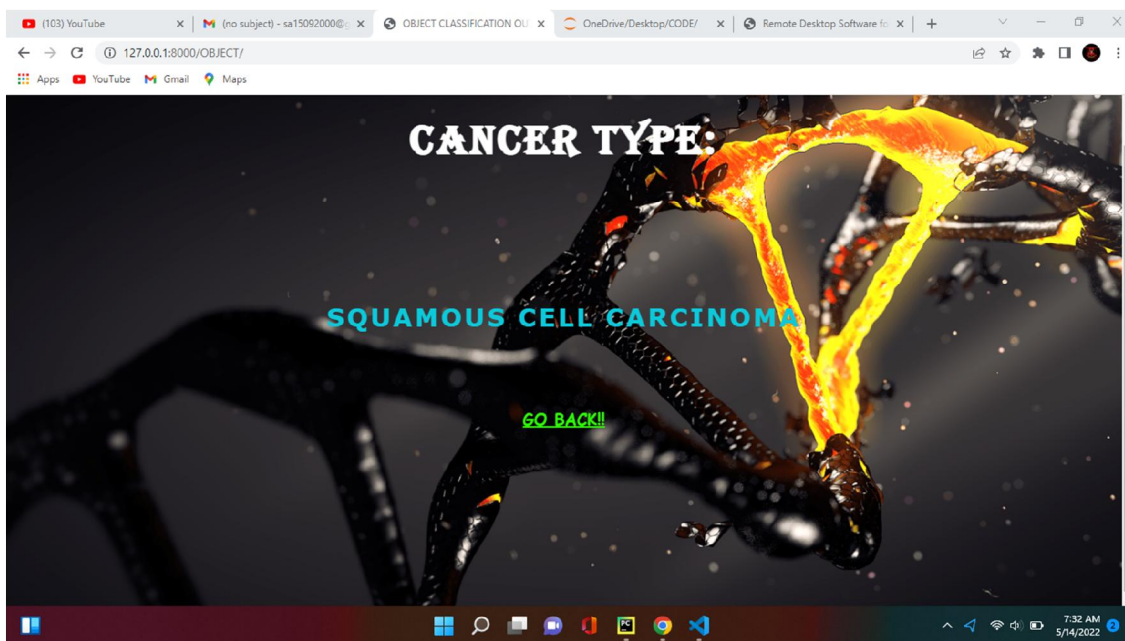 (103) YouTube
(no subject) - sa15092000@g
OBJECT CLASSIFICATION OU
OneDrive/Desktop/CODE/
Remote Desktop Software fo
127.0.0.1:8000/OBJECT/
Apps YouTube Gmail Maps
CANCER TYPE:
SQUAMOUS CELL CARCINOMA
GO BACK!!
PC
7:32 AM
5/14/2022
2